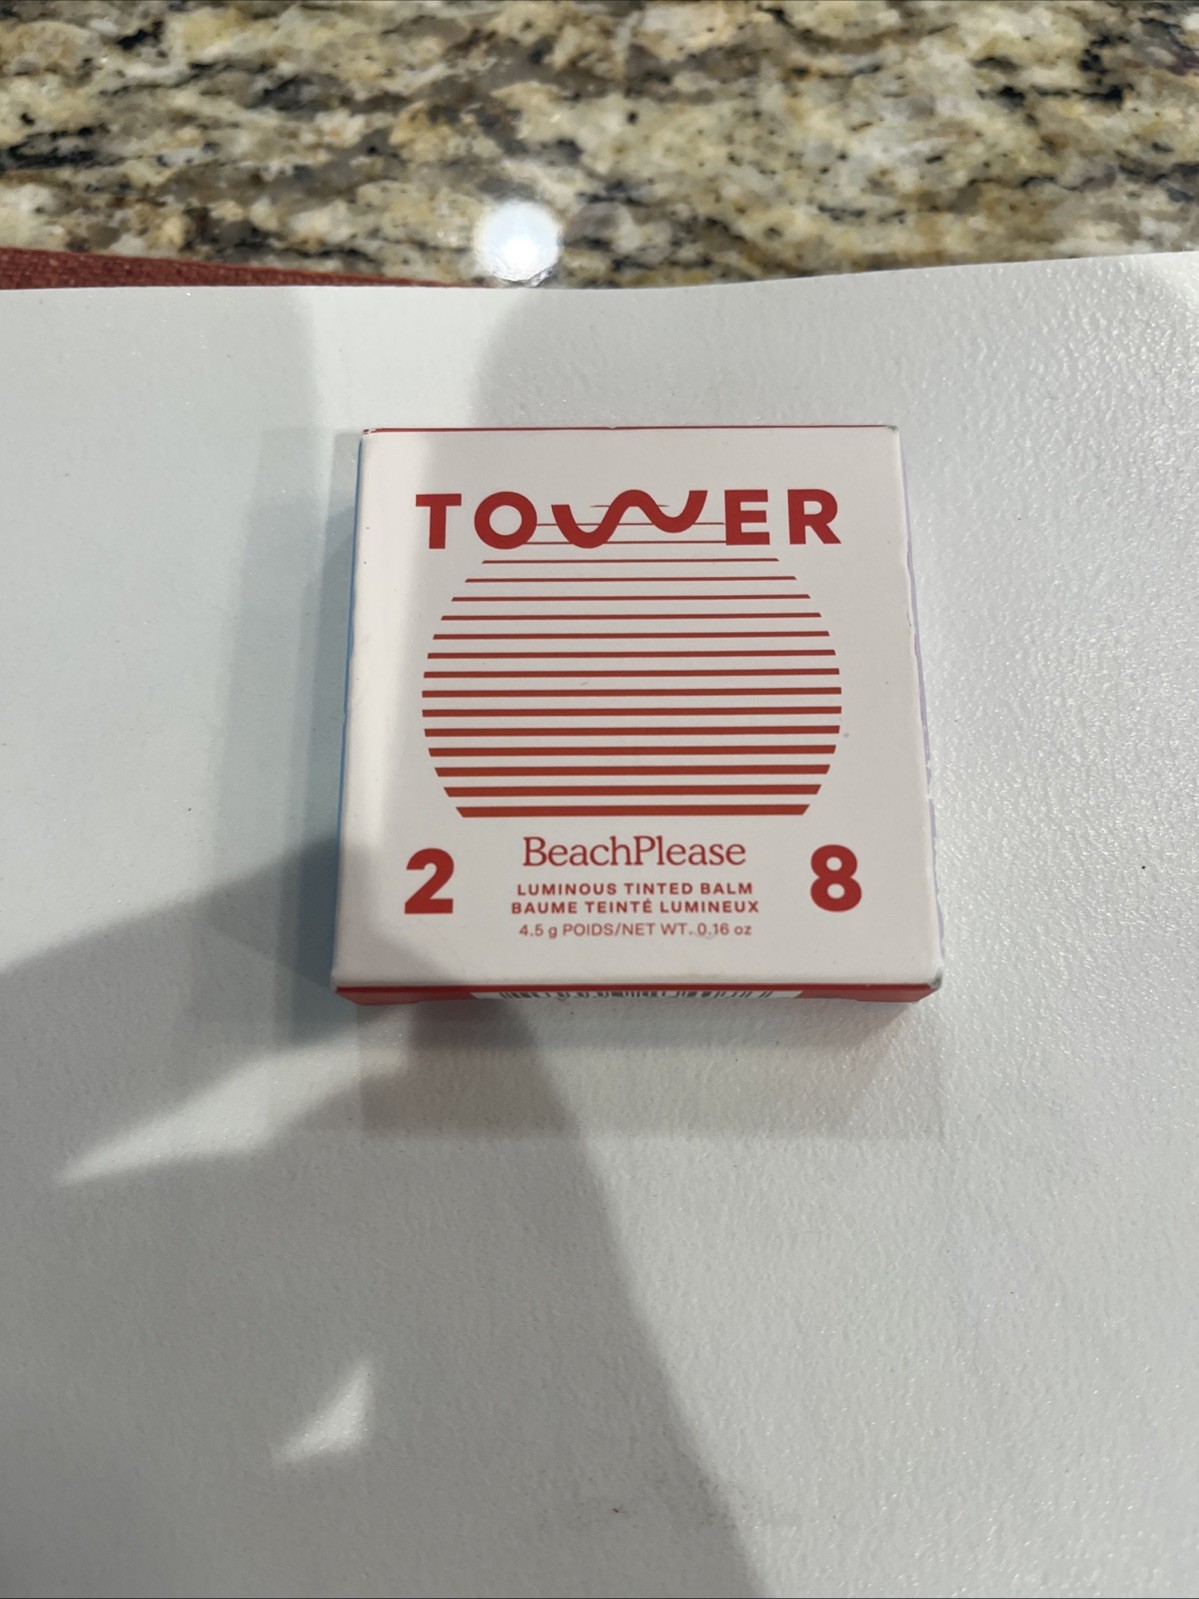 TOWER
BeachPlease
2 8
LUMINOUS TINTED BALM
BAUME TEINTÉ LUMINEUX
4.5 g POIDS/NET WT. 0.16 oz